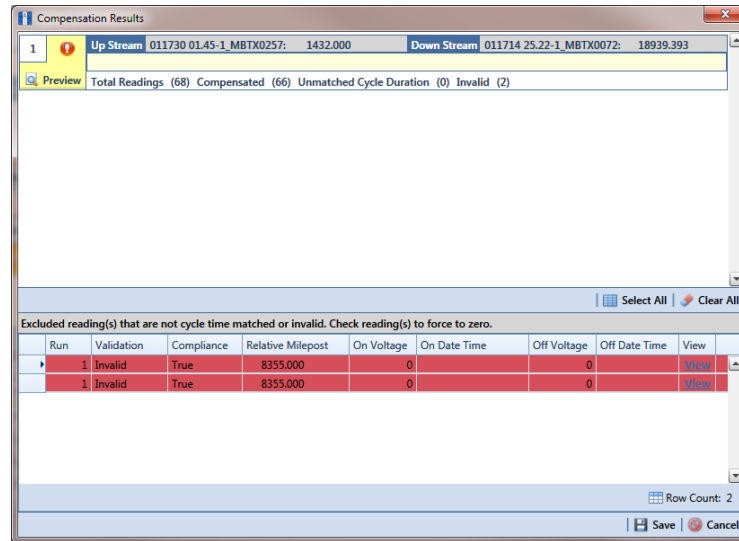 Compensation Results
1 Up Stream 011730 01.45-1_MBTX0257: 1432.000 Down Stream 011714 25.22-1_MBTX0072: 18939.393
Preview Total Readings (68) Compensated (66) Unmatched Cycle Duration (0) Invalid (2)
Select All Clear All
Excluded reading(s) that are not cycle time matched or invalid. Check reading(s) to force to zero.
Run Validation Compliance Relative Milepost On Voltage On Date Time Off Voltage Off Date Time View
1 Invalid True 8355.000 0 0 View
1 Invalid True 8355.000 0 0 View
Row Count: 2
Save Cancel